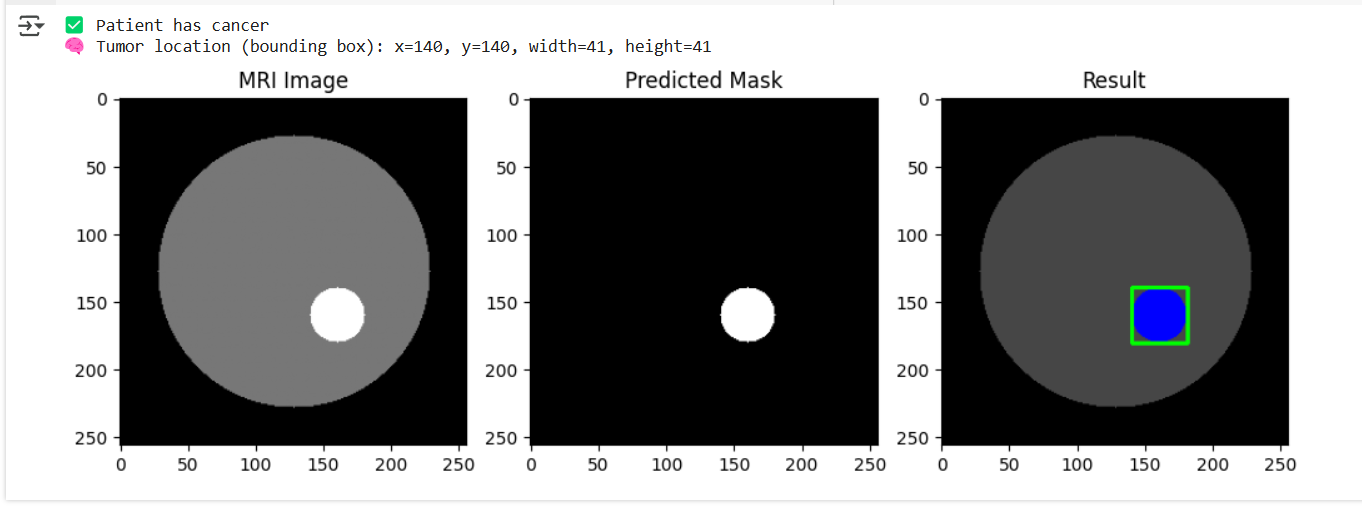 ✅ Patient has cancer
🧠 Tumor location (bounding box): x=140, y=140, width=41, height=41
MRI Image
0
50
100
150
200
250
0 50 100 150 200 250
Predicted Mask
0
50
100
150
200
250
0 50 100 150 200 250
Result
0
50
100
150
200
250
0 50 100 150 200 250